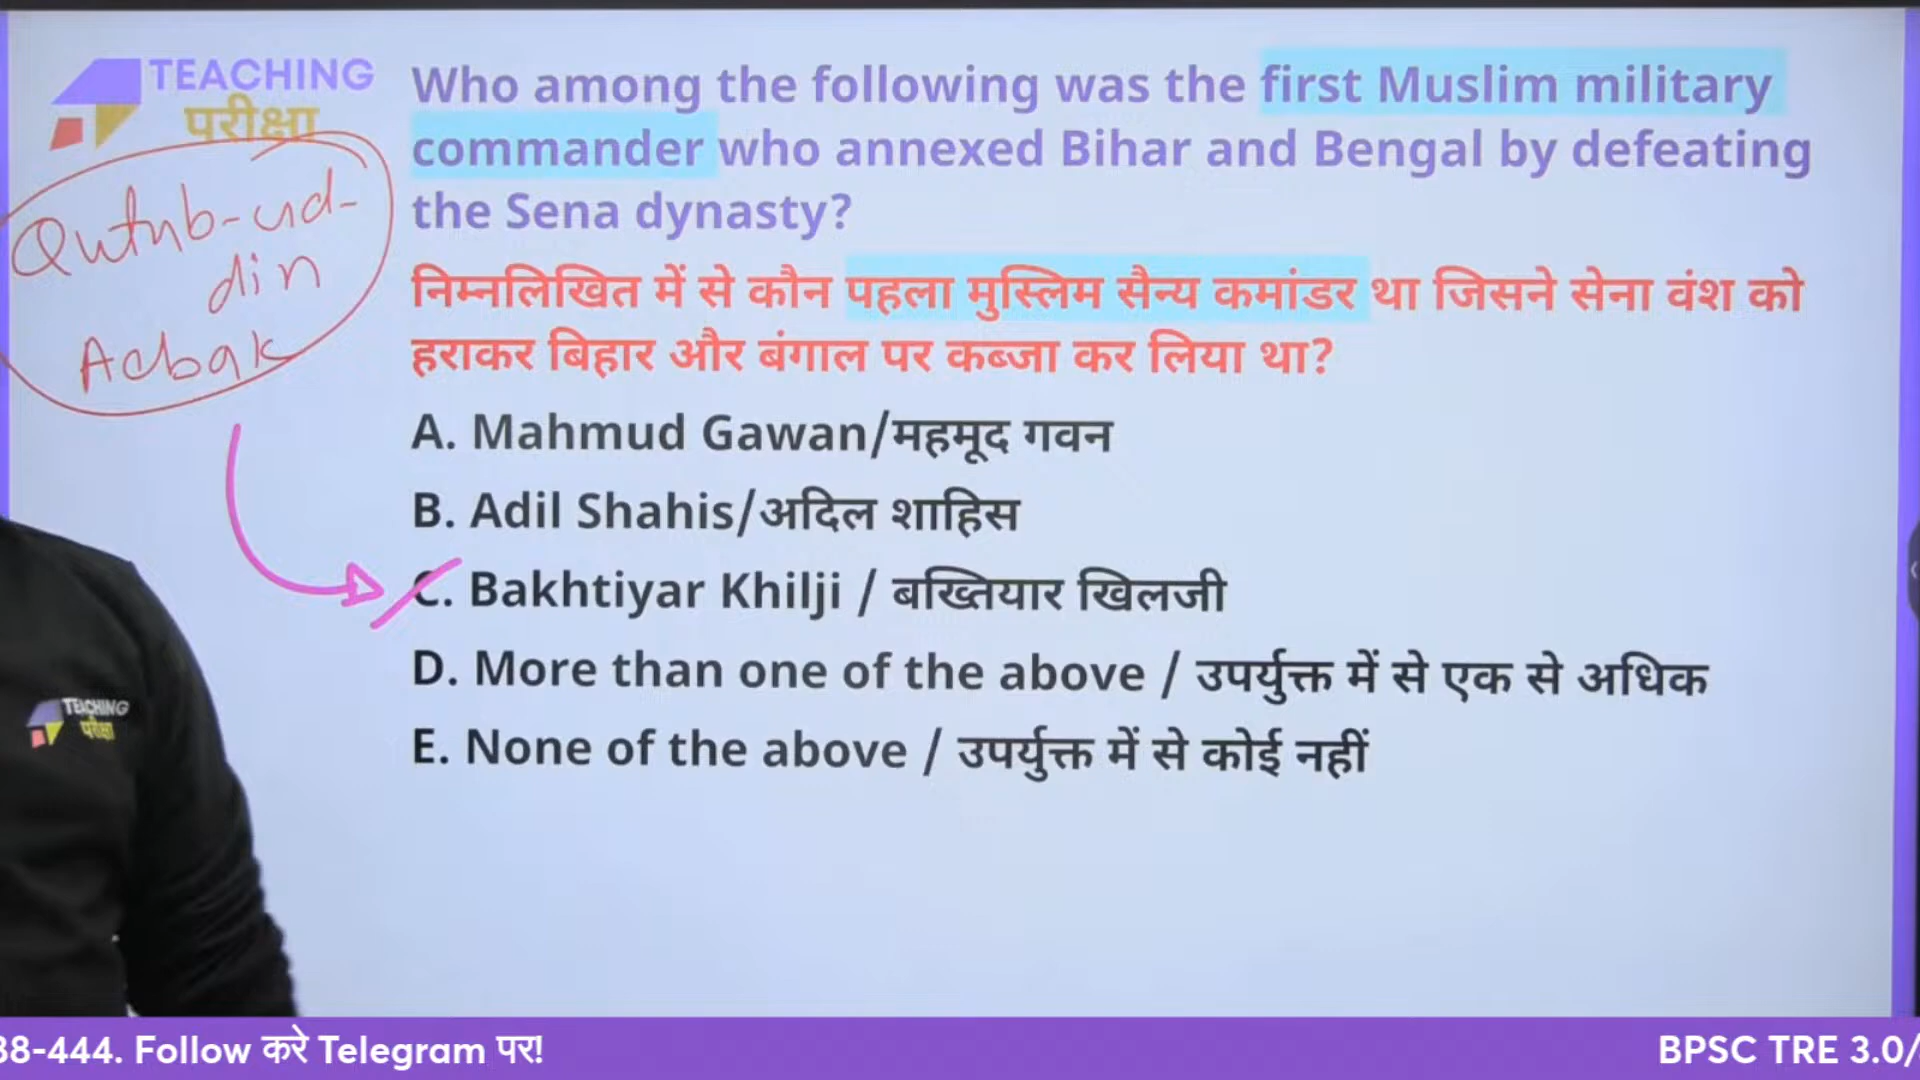 TEACHING
परीक्षा
Who among the following was the first Muslim military
commander who annexed Bihar and Bengal by defeating
the Sena dynasty?
निम्नलिखित में से कौन पहला मुस्लिम सैन्य कमांडर था जिसने सेना वंश को
हराकर बिहार और बंगाल पर कब्जा कर लिया था?
Qutub-ud-
din
Acbak
A. Mahmud Gawan/महमूद गवन
B. Adil Shahis/अदिल शाहिस
C. Bakhtiyar Khilji / बख्तियार खिलजी
D. More than one of the above / उपर्युक्त में से एक से अधिक
E. None of the above / उपर्युक्त में से कोई नहीं
TEACHING
परीक्षा
38-444. Follow करे Telegram पर!
BPSC TRE 3.0/